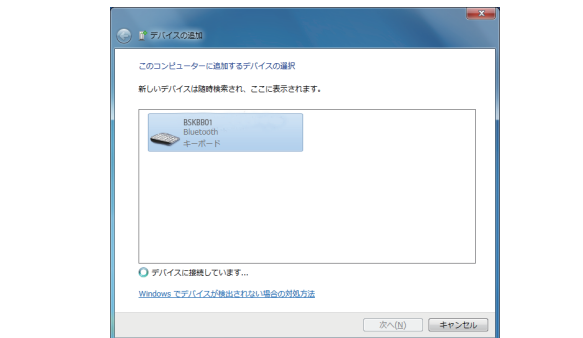 デバイスの追加
このコンピューターに追加するデバイスの選択
新しいデバイスは随時検索され、ここに表示されます。
BSKBB01
Bluetooth
キーボード
デバイスに接続しています...
Windows でデバイスが検出されない場合の対処方法
次へ(N)
キャンセル